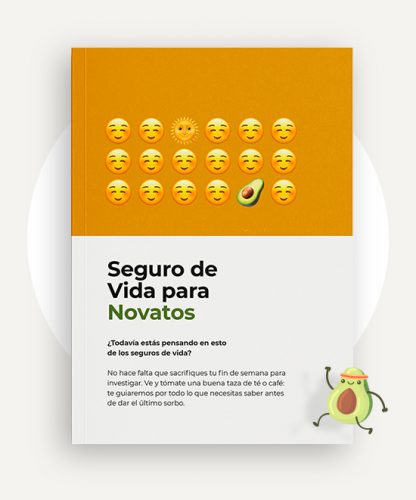 Seguro de
Vida para
Novatos
¿Todavía estás pensando en esto
de los seguros de vida?
No hace falta que sacrifiques tu fin de semana para
investigar. Ve y tómate una buena taza de té o café:
te guiaremos por todo lo que necesitas saber antes
de dar el último sorbo.